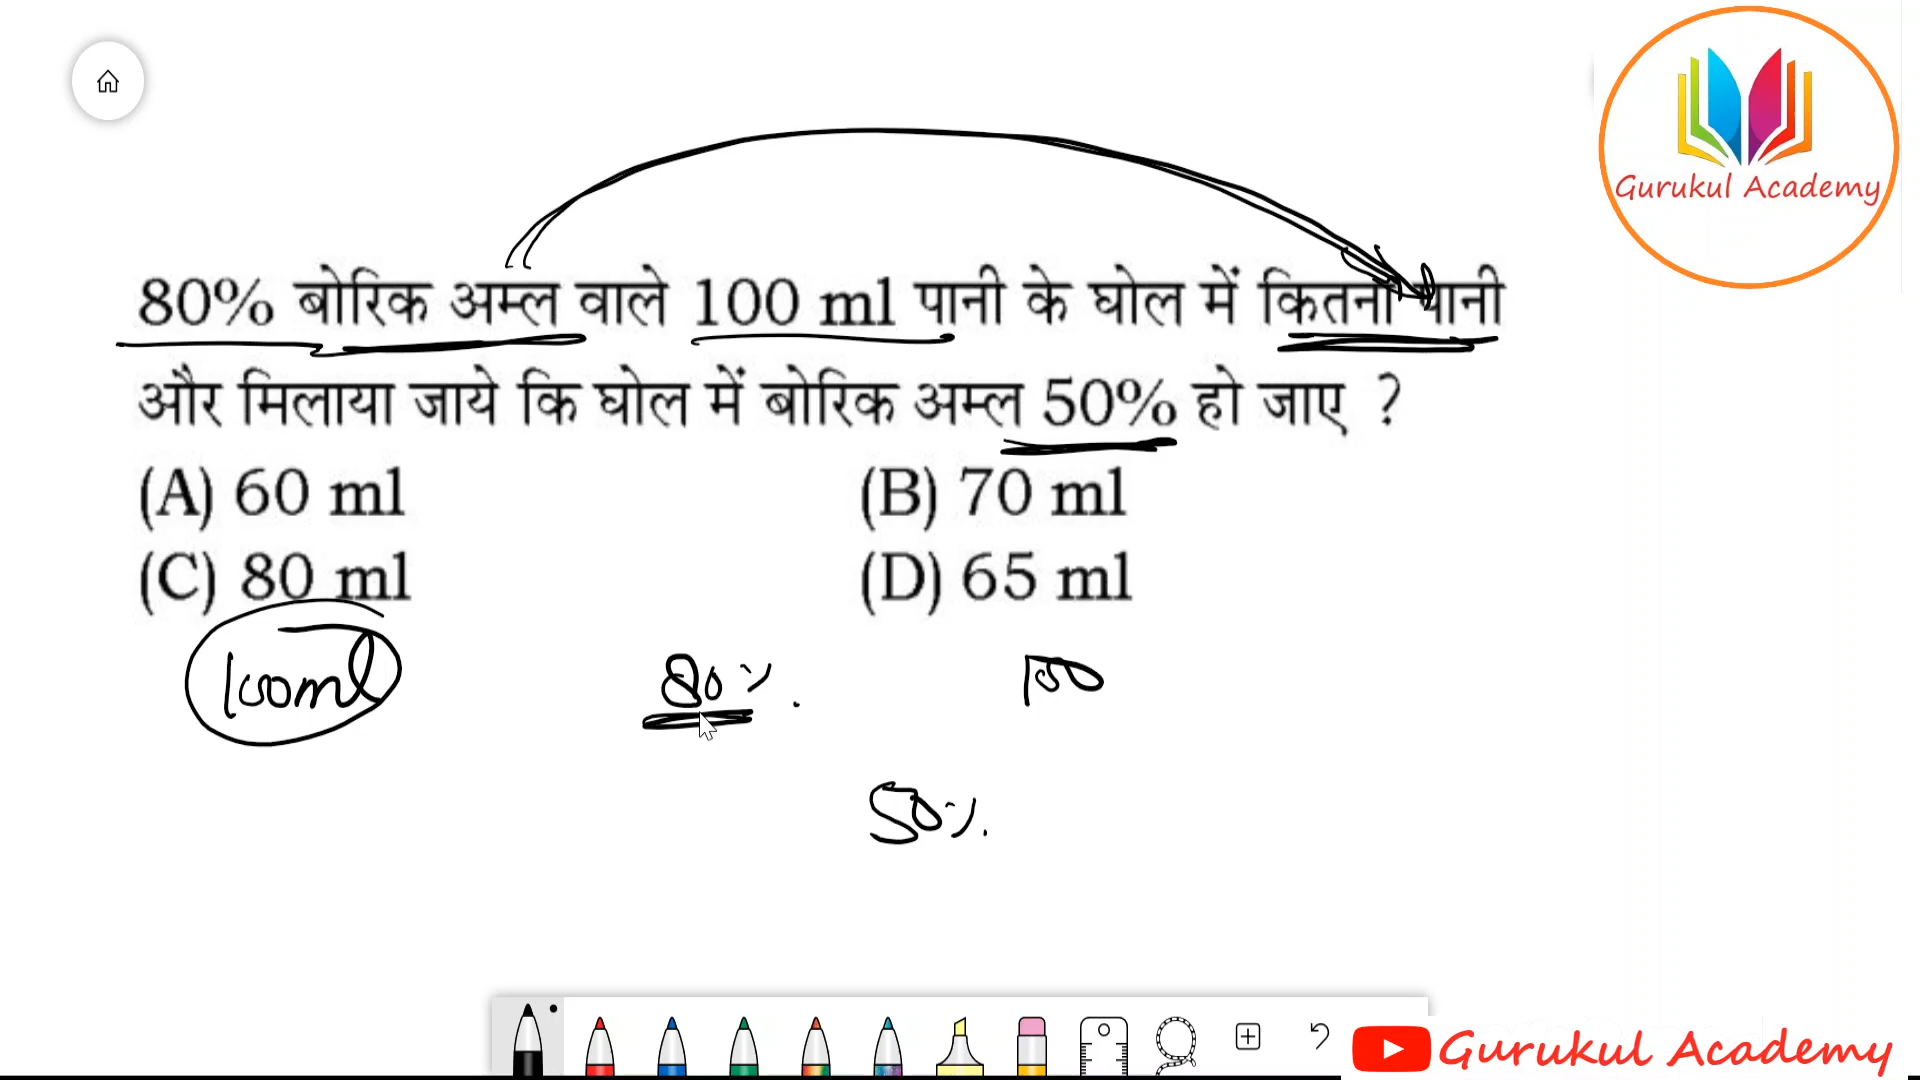 Gurukul Academy
80% बोरिक अम्ल वाले 100 ml पानी के घोल में कितना पानी
और मिलाया जाये कि घोल में बोरिक अम्ल 50% हो जाए ?
(A) 60 ml (B) 70 ml
(C) 80 ml (D) 65 ml
100ml 80% 100
50%
Gurukul Academy